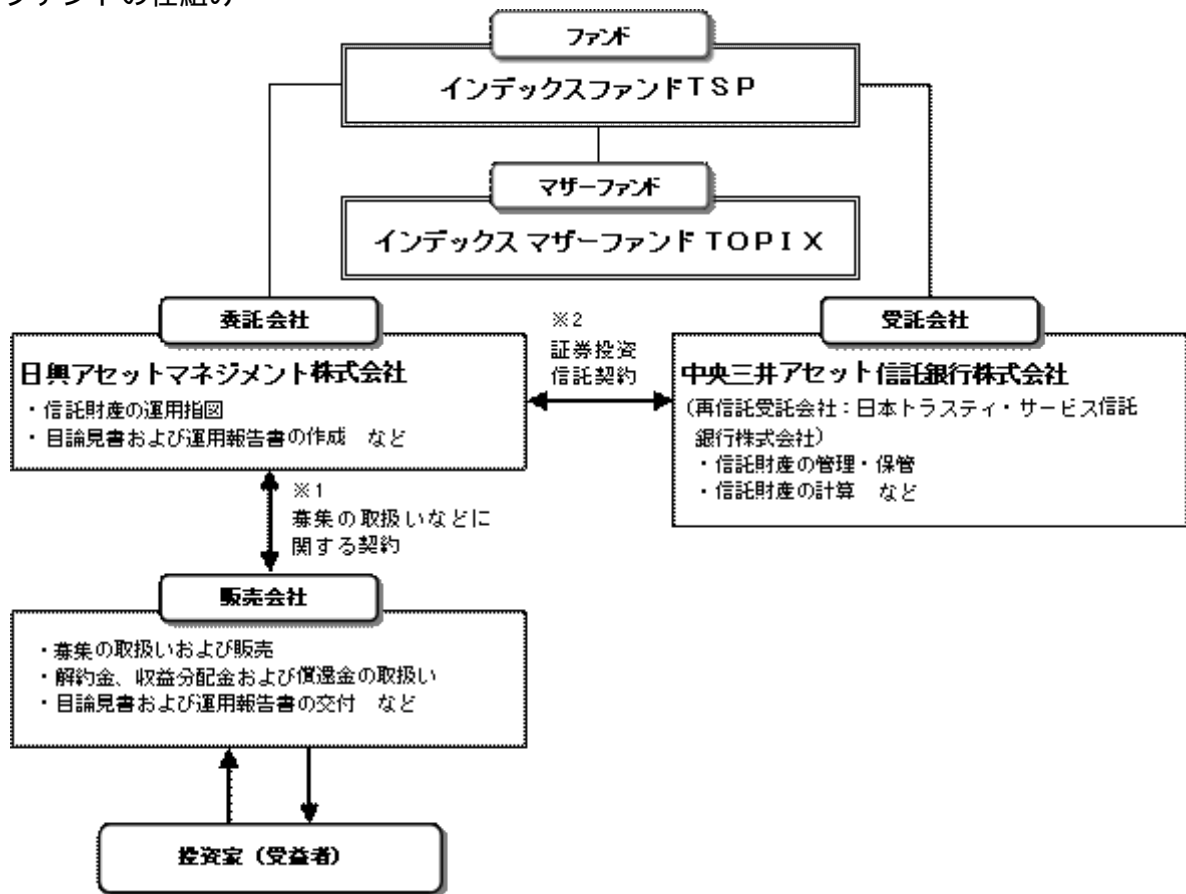 ファンドの仕組み
ファンド
インデックスファンドTSP
マザーファンド
インデックス マザーファンド TOPIX
委託会社
日興アセットマネジメント株式会社
・信託財産の運用指図
・目論見書および運用報告書の作成　など
※2
証券投資
信託契約
受託会社
中央三井アセット信託銀行株式会社
(再信託受託会社：日本トラスティ・サービス信託
銀行株式会社)
・信託財産の管理・保管
・信託財産の計算　など
※1
募集の取扱いなどに
関する契約
販売会社
・募集の取扱いおよび販売
・解約金、収益分配金および償還金の取扱い
・目論見書および運用報告書の交付　など
投資家（受益者）